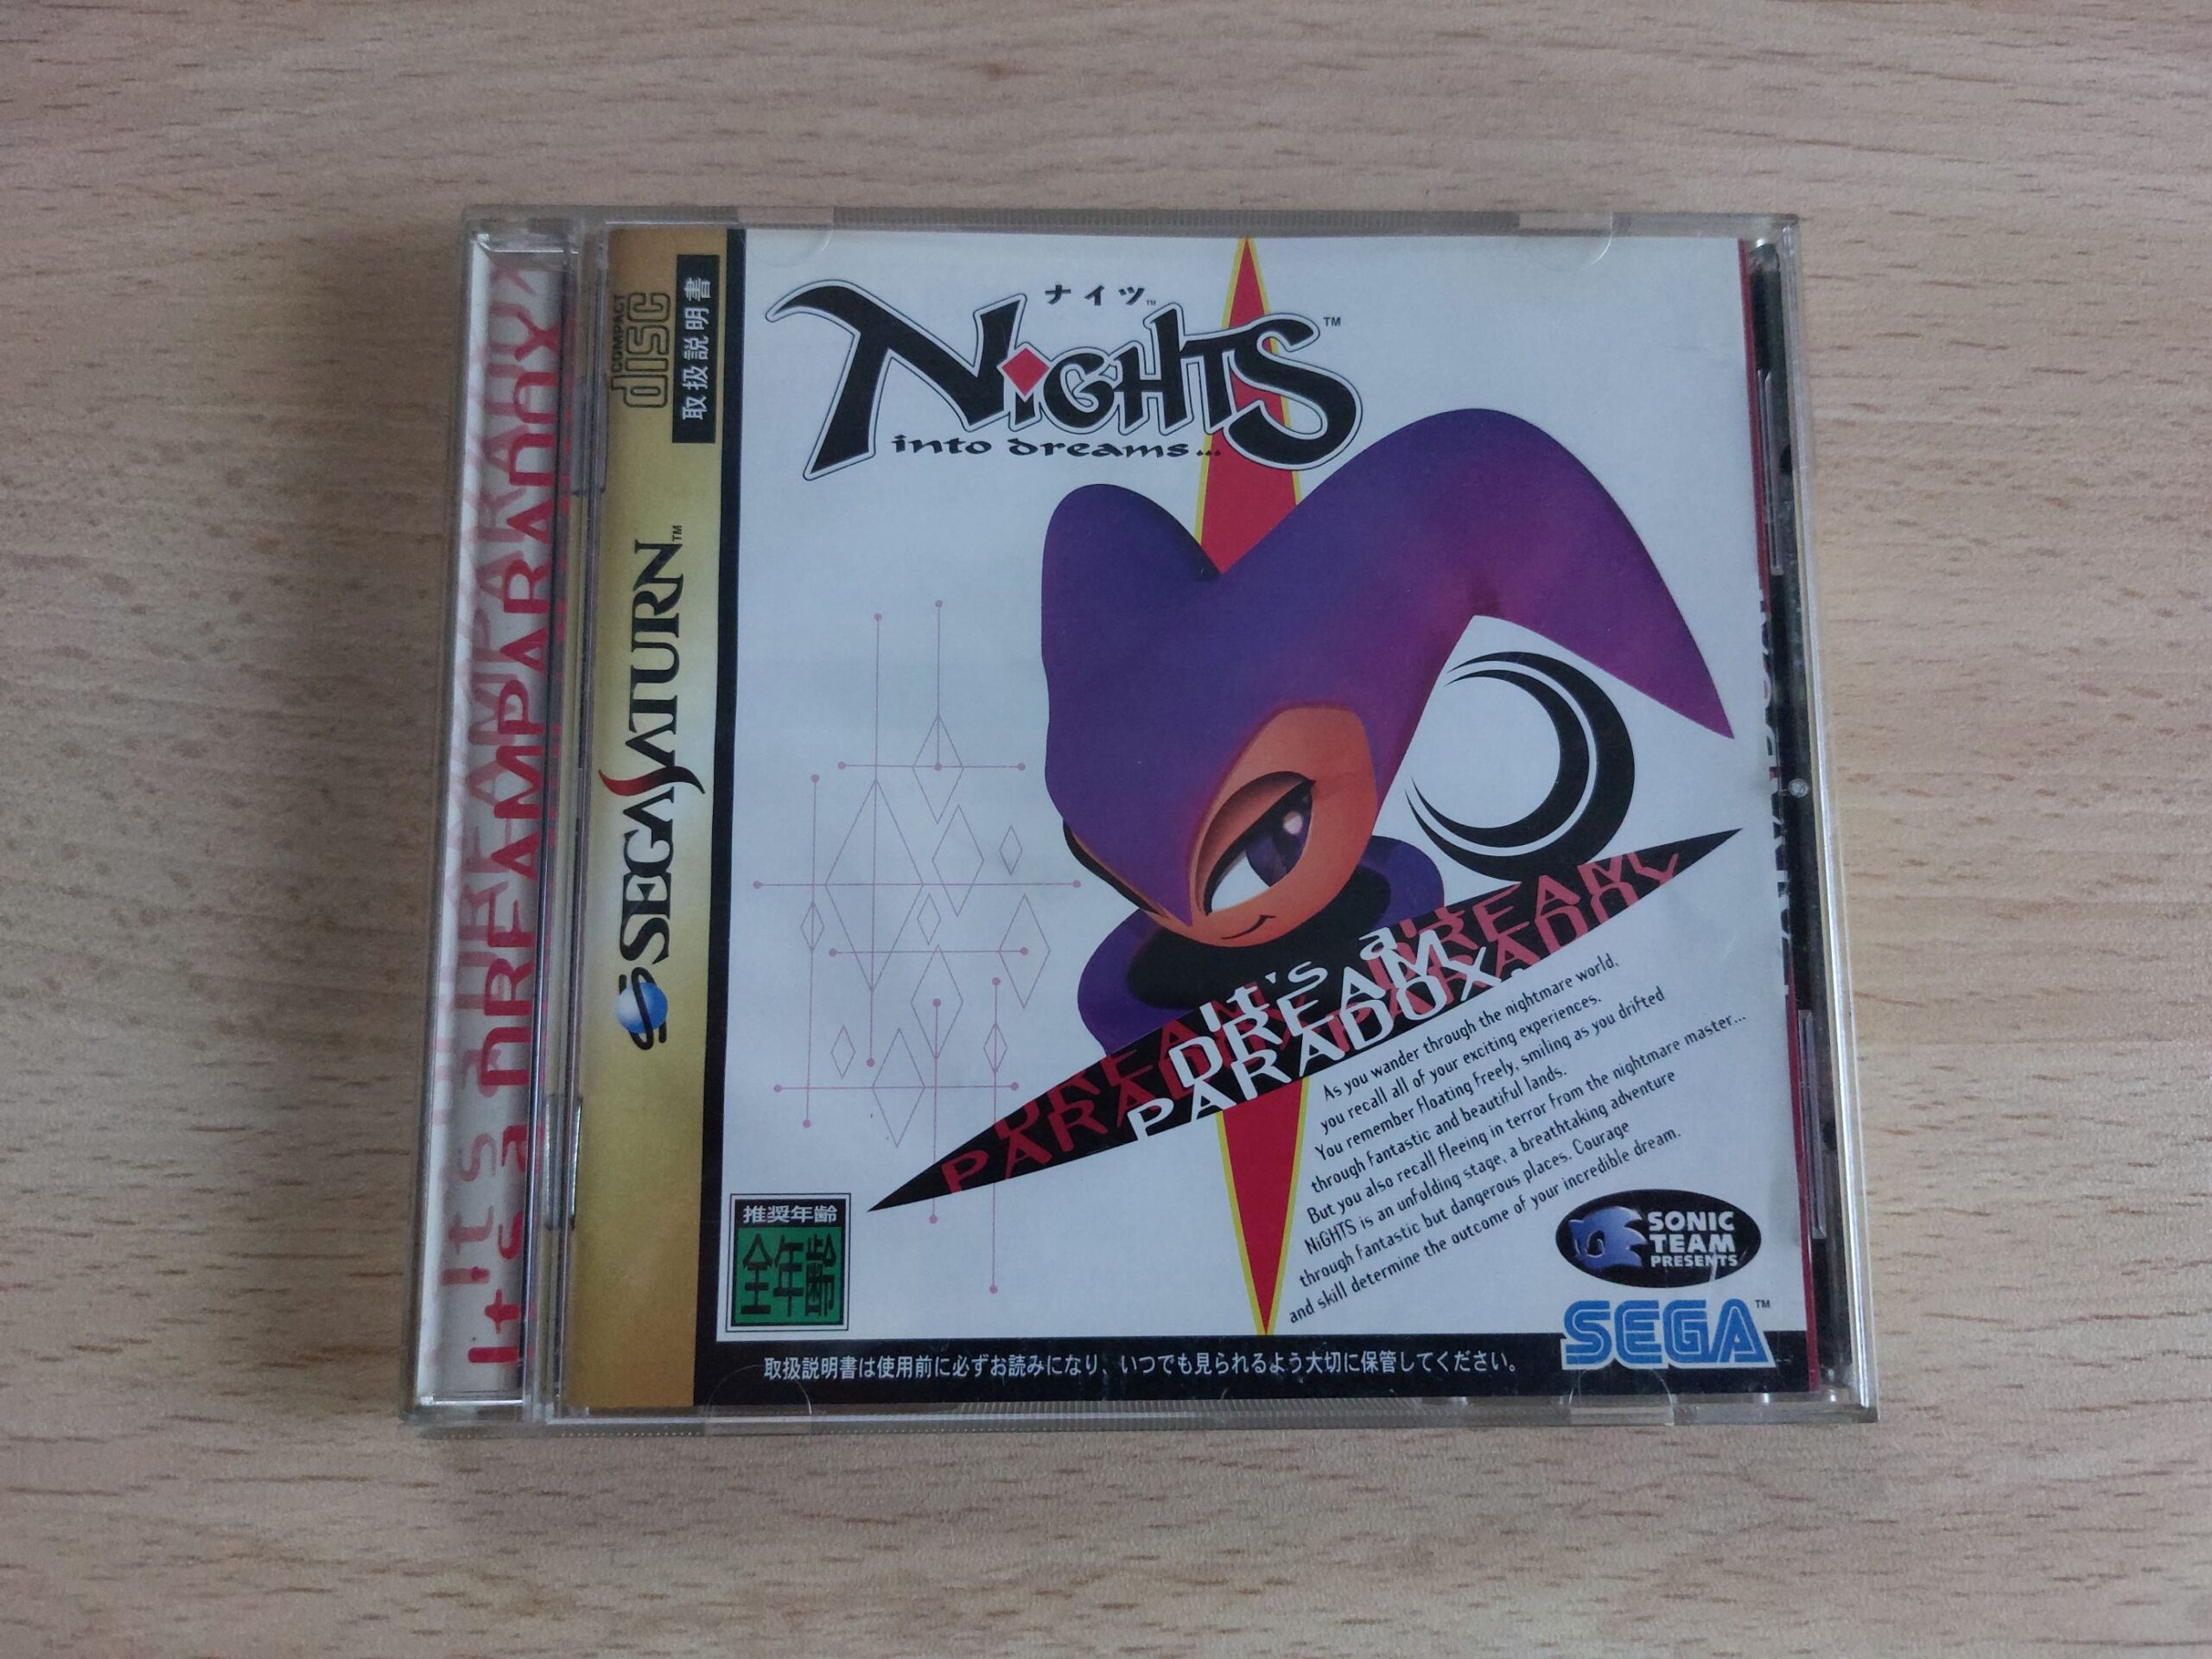 It's a DREAM PARADOX
COMPACT
disc
取扱説明書
SEGA SATURN™
ナイツ™
NiGHTS™
into dreams...
It's a
DREAM
PARADOX.
DREAM
PARADOX
As you wander through the nightmare world,
you recall all of your exciting experiences.
You remember floating freely, smiling as you drifted
through fantastic and beautiful lands.
But you also recall fleeing in terror from the nightmare master...
NiGHTS is an unfolding stage, a breathtaking adventure
through fantastic but dangerous places. Courage
and skill determine the outcome of your incredible dream.
推奨年齢
全年齢
SONIC
TEAM
PRESENTS
SEGA™
取扱説明書は使用前に必ずお読みになり、いつでも見られるよう大切に保管してください。